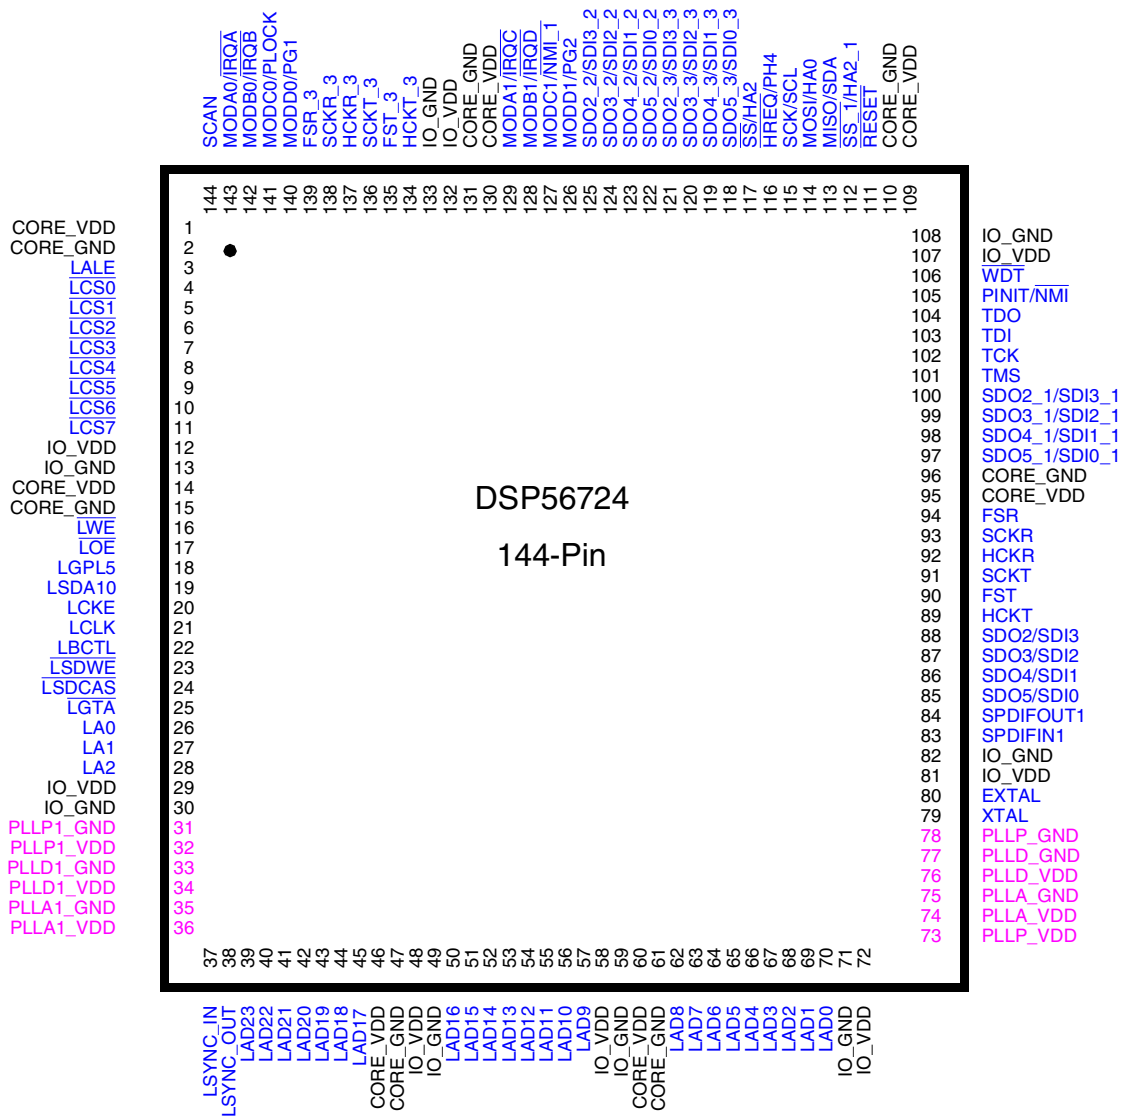 SCAN
MODA0/IRQA
MODB0/IRQB
MODC0/PLOCK
MODD0/PG1
FSR_3
SCKR_3
HCKR_3
SCKT_3
FST_3
HCKT_3
IO_GND
IO_VDD
CORE_GND
CORE_VDD
MODA1/IRQC
MODB1/IRQD
MODC1/NMI_1
MODD1/PG2
SDO2_2/SDI3_2
SDO3_2/SDI2_2
SDO4_2/SDI1_2
SDO5_2/SDI0_2
SDO2_3/SDI3_3
SDO3_3/SDI2_3
SDO4_3/SDI1_3
SDO5_3/SDI0_3
SS/HA2
HREQ/PH4
SCK/SCL
MOSI/HA0
MISO/SDA
SS_1/HA2_1
RESET
CORE_GND
CORE_VDD
144
143
142
141
140
139
138
137
136
135
134
133
132
131
130
129
128
127
126
125
124
123
122
121
120
119
118
117
116
115
114
113
112
111
110
109
CORE_VDD 1
CORE_GND 2
LALE 3
LCS0 4
LCS1 5
LCS2 6
LCS3 7
LCS4 8
LCS5 9
LCS6 10
LCS7 11
IO_VDD 12
IO_GND 13
CORE_VDD 14
CORE_GND 15
LWE 16
LOE 17
LGPL5 18
LSDA10 19
LCKE 20
LCLK 21
LBCTL 22
LSDWE 23
LSDCAS 24
LGTA 25
LA0 26
LA1 27
LA2 28
IO_VDD 29
IO_GND 30
PLLP1_GND 31
PLLP1_VDD 32
PLLD1_GND 33
PLLD1_VDD 34
PLLA1_GND 35
PLLA1_VDD 36
DSP56724
144-Pin
108 IO_GND
107 IO_VDD
106 WDT
105 PINIT/NMI
104 TDO
103 TDI
102 TCK
101 TMS
100 SDO2_1/SDI3_1
99 SDO3_1/SDI2_1
98 SDO4_1/SDI1_1
97 SDO5_1/SDI0_1
96 CORE_GND
95 CORE_VDD
94 FSR
93 SCKR
92 HCKR
91 SCKT
90 FST
89 HCKT
88 SDO2/SDI3
87 SDO3/SDI2
86 SDO4/SDI1
85 SDO5/SDI0
84 SPDIFOUT1
83 SPDIFIN1
82 IO_GND
81 IO_VDD
80 EXTAL
79 XTAL
78 PLLP_GND
77 PLLD_GND
76 PLLD_VDD
75 PLLA_GND
74 PLLA_VDD
73 PLLP_VDD
37
38
39
40
41
42
43
44
45
46
47
48
49
50
51
52
53
54
55
56
57
58
59
60
61
62
63
64
65
66
67
68
69
70
71
72
LSYNC_IN
LSYNC_OUT
LAD23
LAD22
LAD21
LAD20
LAD19
LAD18
LAD17
CORE_VDD
CORE_GND
IO_VDD
IO_GND
LAD16
LAD15
LAD14
LAD13
LAD12
LAD11
LAD10
LAD9
IO_VDD
IO_GND
CORE_VDD
CORE_GND
LAD8
LAD7
LAD6
LAD5
LAD4
LAD3
LAD2
LAD1
LAD0
IO_GND
IO_VDD